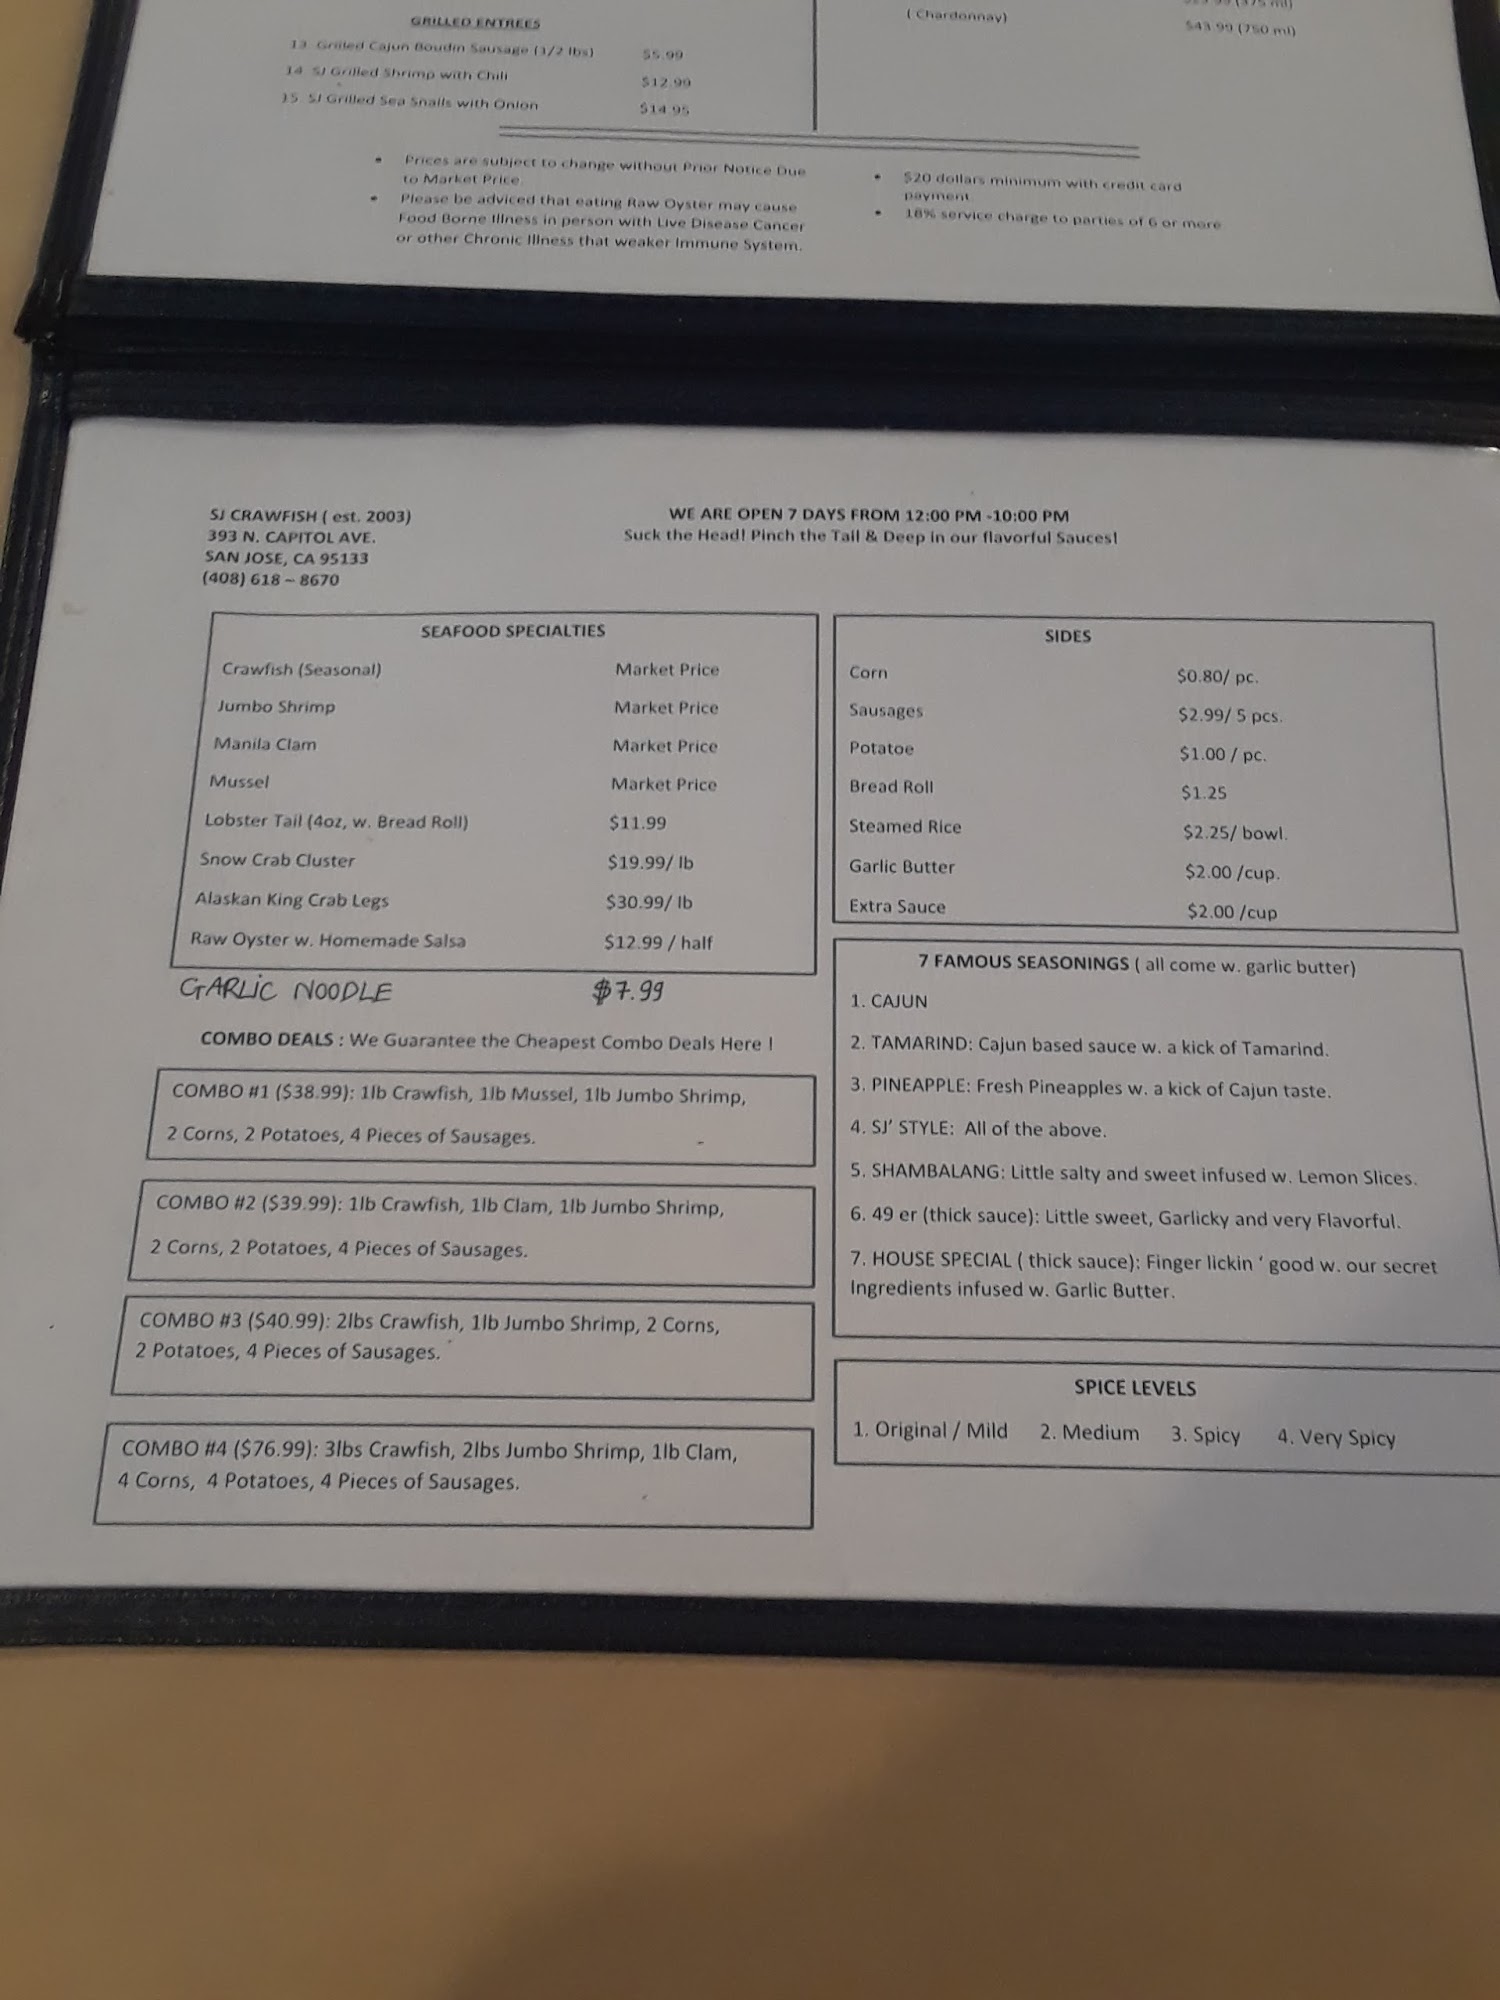 ( Chardonnay)
$43.99 (750 ml)
GRILLED ENTREES
13. Grilled Cajun Boudin Sausage (1/2 lbs) $5.99
14. SJ Grilled Shrimp with Chili $12.99
15. SJ Grilled Sea Snails with Onion $14.95
• Prices are subject to change without Prior Notice Due
to Market Price
• Please be adviced that eating Raw Oyster may cause
Food Borne Illness in person with Live Disease Cancer
or other Chronic Illness that weaker Immune System.
• $20 dollars minimum with credit card
payment
• 18% service charge to parties of 6 or more
SJ CRAWFISH ( est. 2003)
393 N. CAPITOL AVE.
SAN JOSE, CA 95133
(408) 618 – 8670
WE ARE OPEN 7 DAYS FROM 12:00 PM -10:00 PM
Suck the Head! Pinch the Tail & Deep in our flavorful Sauces!
SEAFOOD SPECIALTIES
Crawfish (Seasonal) Market Price
Jumbo Shrimp Market Price
Manila Clam Market Price
Mussel Market Price
Lobster Tail (4oz, w. Bread Roll) $11.99
Snow Crab Cluster $19.99/ lb
Alaskan King Crab Legs $30.99/ lb
Raw Oyster w. Homemade Salsa $12.99 / half
GARLIC NOODLE $7.99
COMBO DEALS : We Guarantee the Cheapest Combo Deals Here !
COMBO #1 ($38.99): 1lb Crawfish, 1lb Mussel, 1lb Jumbo Shrimp,
2 Corns, 2 Potatoes, 4 Pieces of Sausages.
COMBO #2 ($39.99): 1lb Crawfish, 1lb Clam, 1lb Jumbo Shrimp,
2 Corns, 2 Potatoes, 4 Pieces of Sausages.
COMBO #3 ($40.99): 2lbs Crawfish, 1lb Jumbo Shrimp, 2 Corns,
2 Potatoes, 4 Pieces of Sausages.
COMBO #4 ($76.99): 3lbs Crawfish, 2lbs Jumbo Shrimp, 1lb Clam,
4 Corns, 4 Potatoes, 4 Pieces of Sausages.
SIDES
Corn $0.80/ pc.
Sausages $2.99/ 5 pcs.
Potatoe $1.00 / pc.
Bread Roll $1.25
Steamed Rice $2.25/ bowl.
Garlic Butter $2.00 /cup.
Extra Sauce $2.00 /cup
7 FAMOUS SEASONINGS ( all come w. garlic butter)
1. CAJUN
2. TAMARIND: Cajun based sauce w. a kick of Tamarind.
3. PINEAPPLE: Fresh Pineapples w. a kick of Cajun taste.
4. SJ' STYLE: All of the above.
5. SHAMBALANG: Little salty and sweet infused w. Lemon Slices.
6. 49 er (thick sauce): Little sweet, Garlicky and very Flavorful.
7. HOUSE SPECIAL ( thick sauce): Finger lickin ' good w. our secret
Ingredients infused w. Garlic Butter.
SPICE LEVELS
1. Original / Mild 2. Medium 3. Spicy 4. Very Spicy